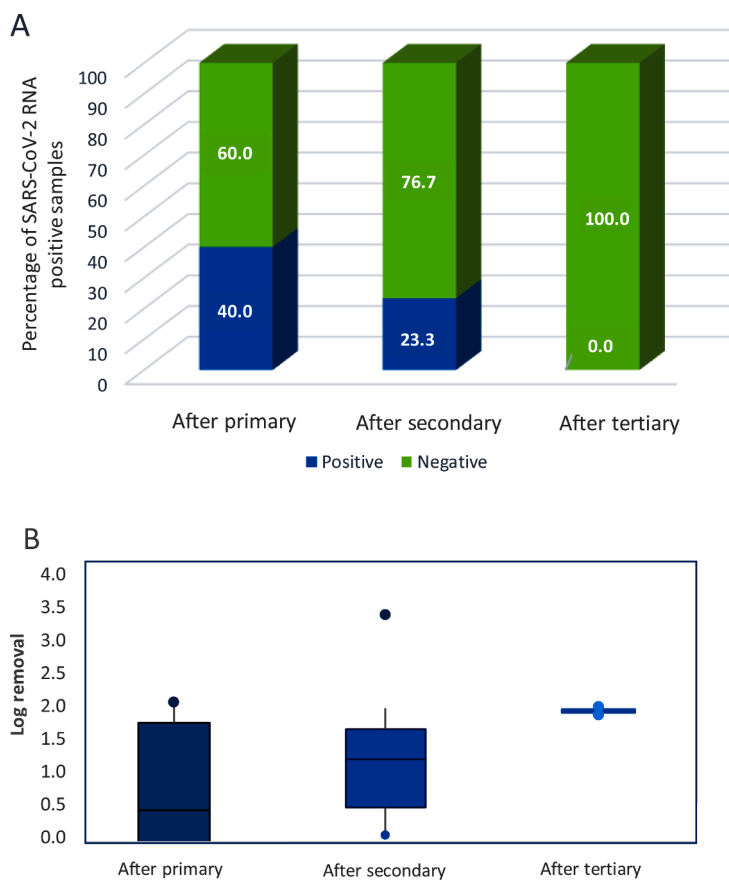 A
Percentage of SARS-CoV-2 RNA
positive samples
100
90
80
70
60
50
40
30
20
10
0
60.0
40.0
76.7
23.3
100.0
0.0
After primary
After secondary
After tertiary
Positive
Negative
B
Log removal
4.0
3.5
3.0
2.5
2.0
1.5
1.0
0.5
0.0
After primary
After secondary
After tertiary